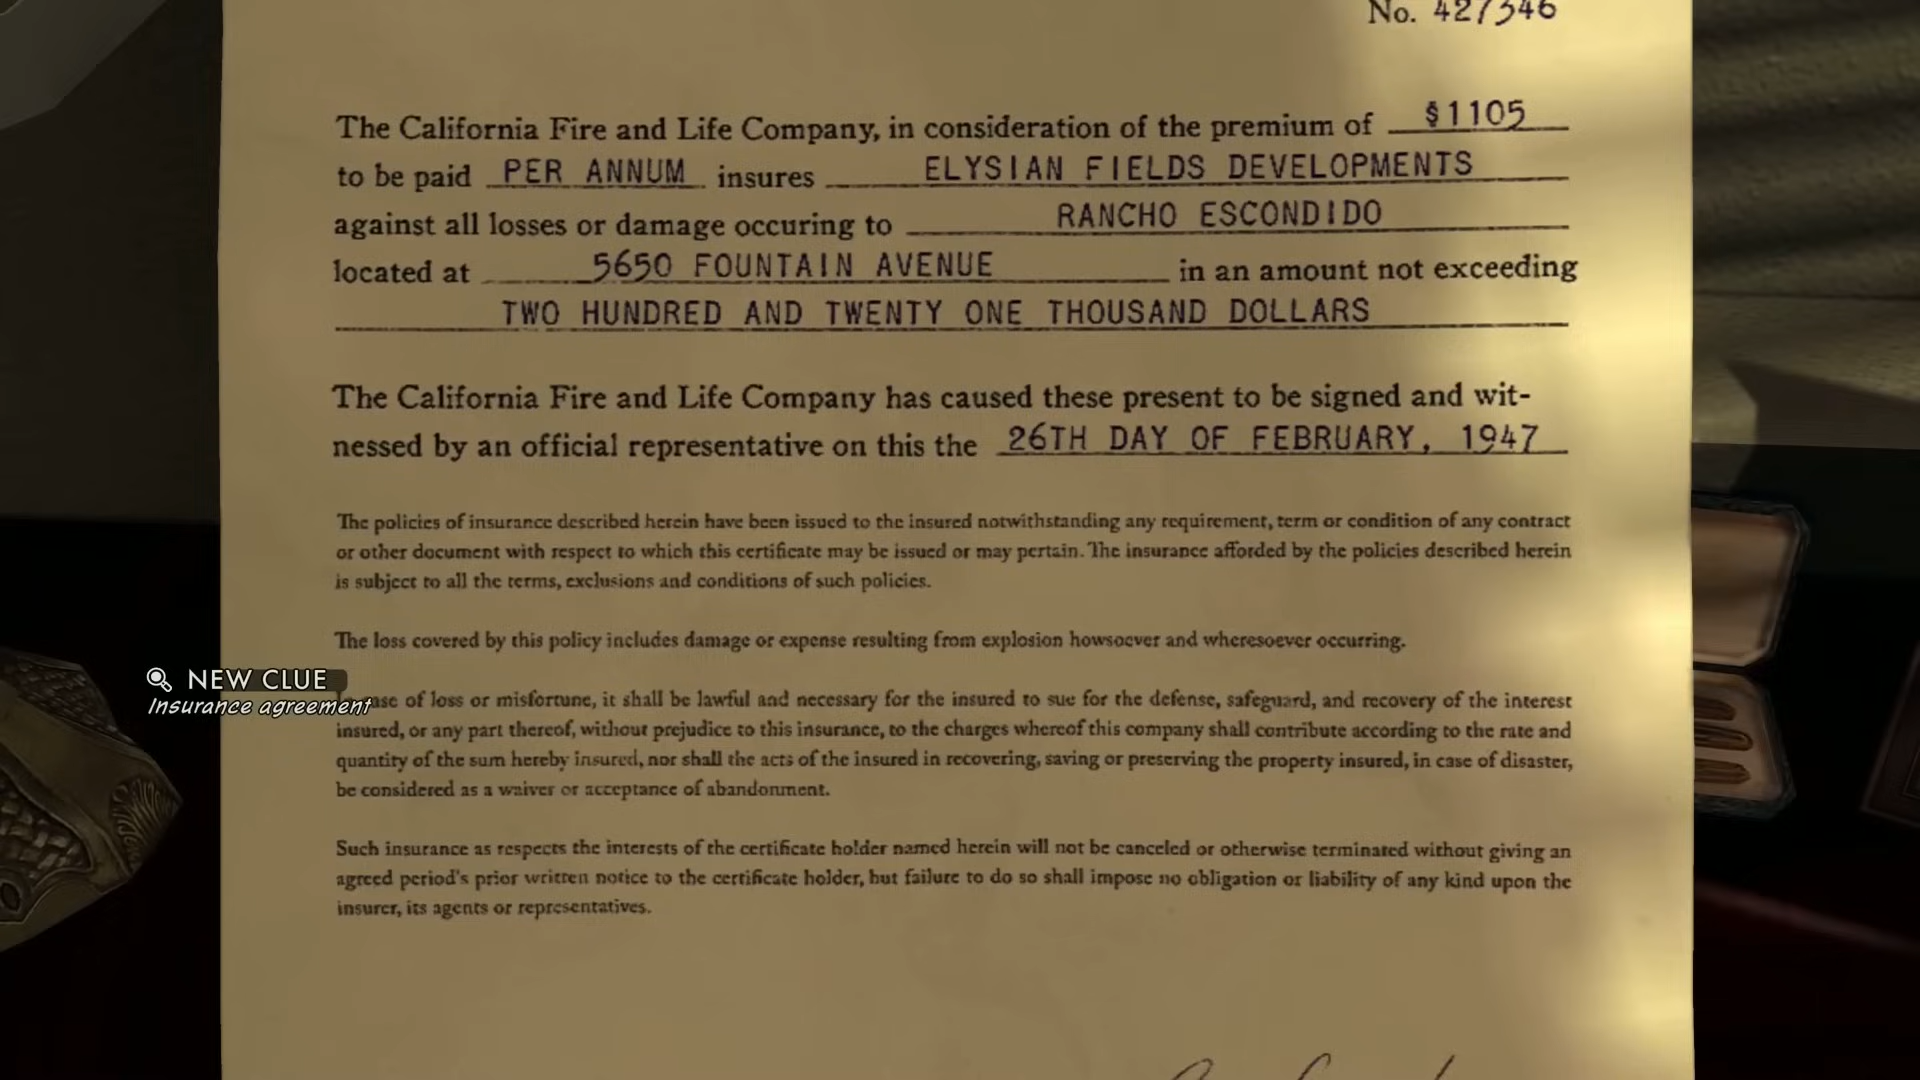 No. 427346
The California Fire and Life Company, in consideration of the premium of $1105
to be paid PER ANNUM insures ELYSIAN FIELDS DEVELOPMENTS
against all losses or damage occuring to RANCHO ESCONDIDO
located at 5650 FOUNTAIN AVENUE in an amount not exceeding
TWO HUNDRED AND TWENTY ONE THOUSAND DOLLARS
The California Fire and Life Company has caused these present to be signed and wit-
nessed by an official representative on this the 26TH DAY OF FEBRUARY, 1947
The policies of insurance described herein have been issued to the insured notwithstanding any requirement, term or condition of any contract
or other document with respect to which this certificate may be issued or may pertain. The insurance afforded by the policies described herein
is subject to all the terms, exclusions and conditions of such policies.
The loss covered by this policy includes damage or expense resulting from explosion howsoever and wheresoever occurring.
NEW CLUE
Insurance agreement
of loss or misfortune, it shall be lawful and necessary for the insured to sue for the defense, safeguard, and recovery of the interest
insured, or any part thereof, without prejudice to this insurance, to the charges whereof this company shall contribute according to the rate and
quantity of the sum hereby insured, nor shall the acts of the insured in recovering, saving or preserving the property insured, in case of disaster,
be considered as a waiver or acceptance of abandonment.
Such insurance as respects the interests of the certificate holder named herein will not be canceled or otherwise terminated without giving an
agreed period's prior written notice to the certificate holder, but failure to do so shall impose no obligation or liability of any kind upon the
insurer, its agents or representatives.